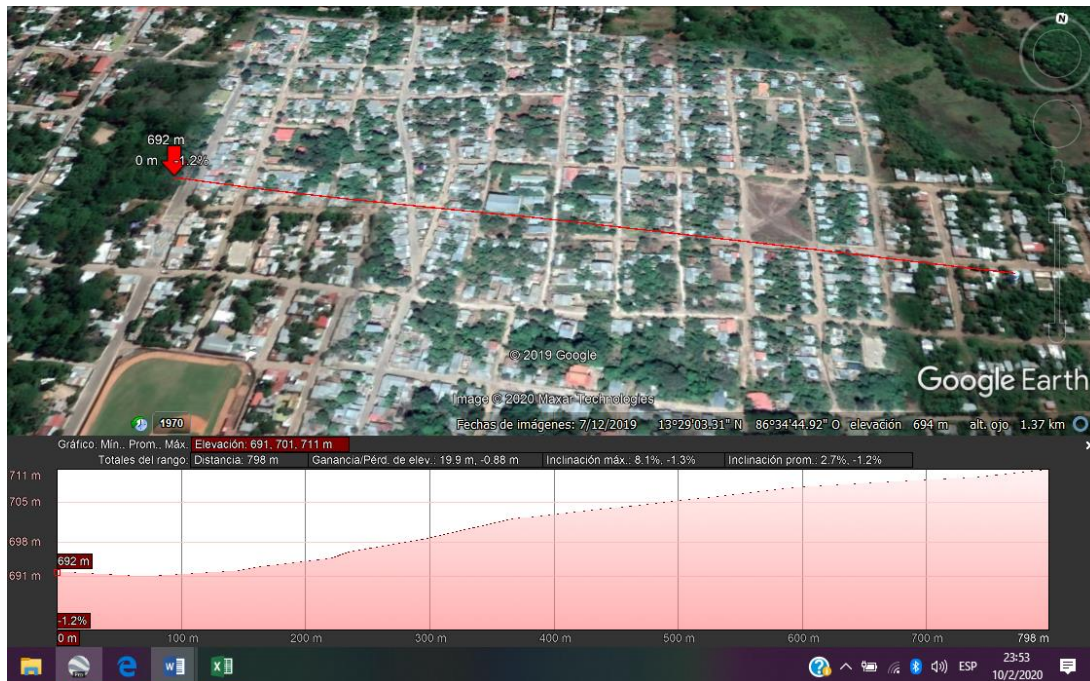 N
692 m
0 m -1.2%
© 2019 Google
Image © 2020 Maxar Technologies
Google Earth
1970
Fechas de imágenes: 7/12/2019 13°29'03.31" N 86°34'44.92" O elevación 694 m alt. ojo 1.37 km
Gráfico: Mín., Prom., Máx. Elevación: 691, 701, 711 m
Totales del rango: Distancia: 798 m Ganancia/Pérd. de elev.: 19.9 m, -0.88 m Inclinación máx.: 8.1%, -1.3% Inclinación prom.: 2.7%, -1.2%
711 m
705 m
698 m
692 m
691 m
-1.2%
0 m 100 m 200 m 300 m 400 m 500 m 600 m 700 m 798 m
ESP
23:53
10/2/2020